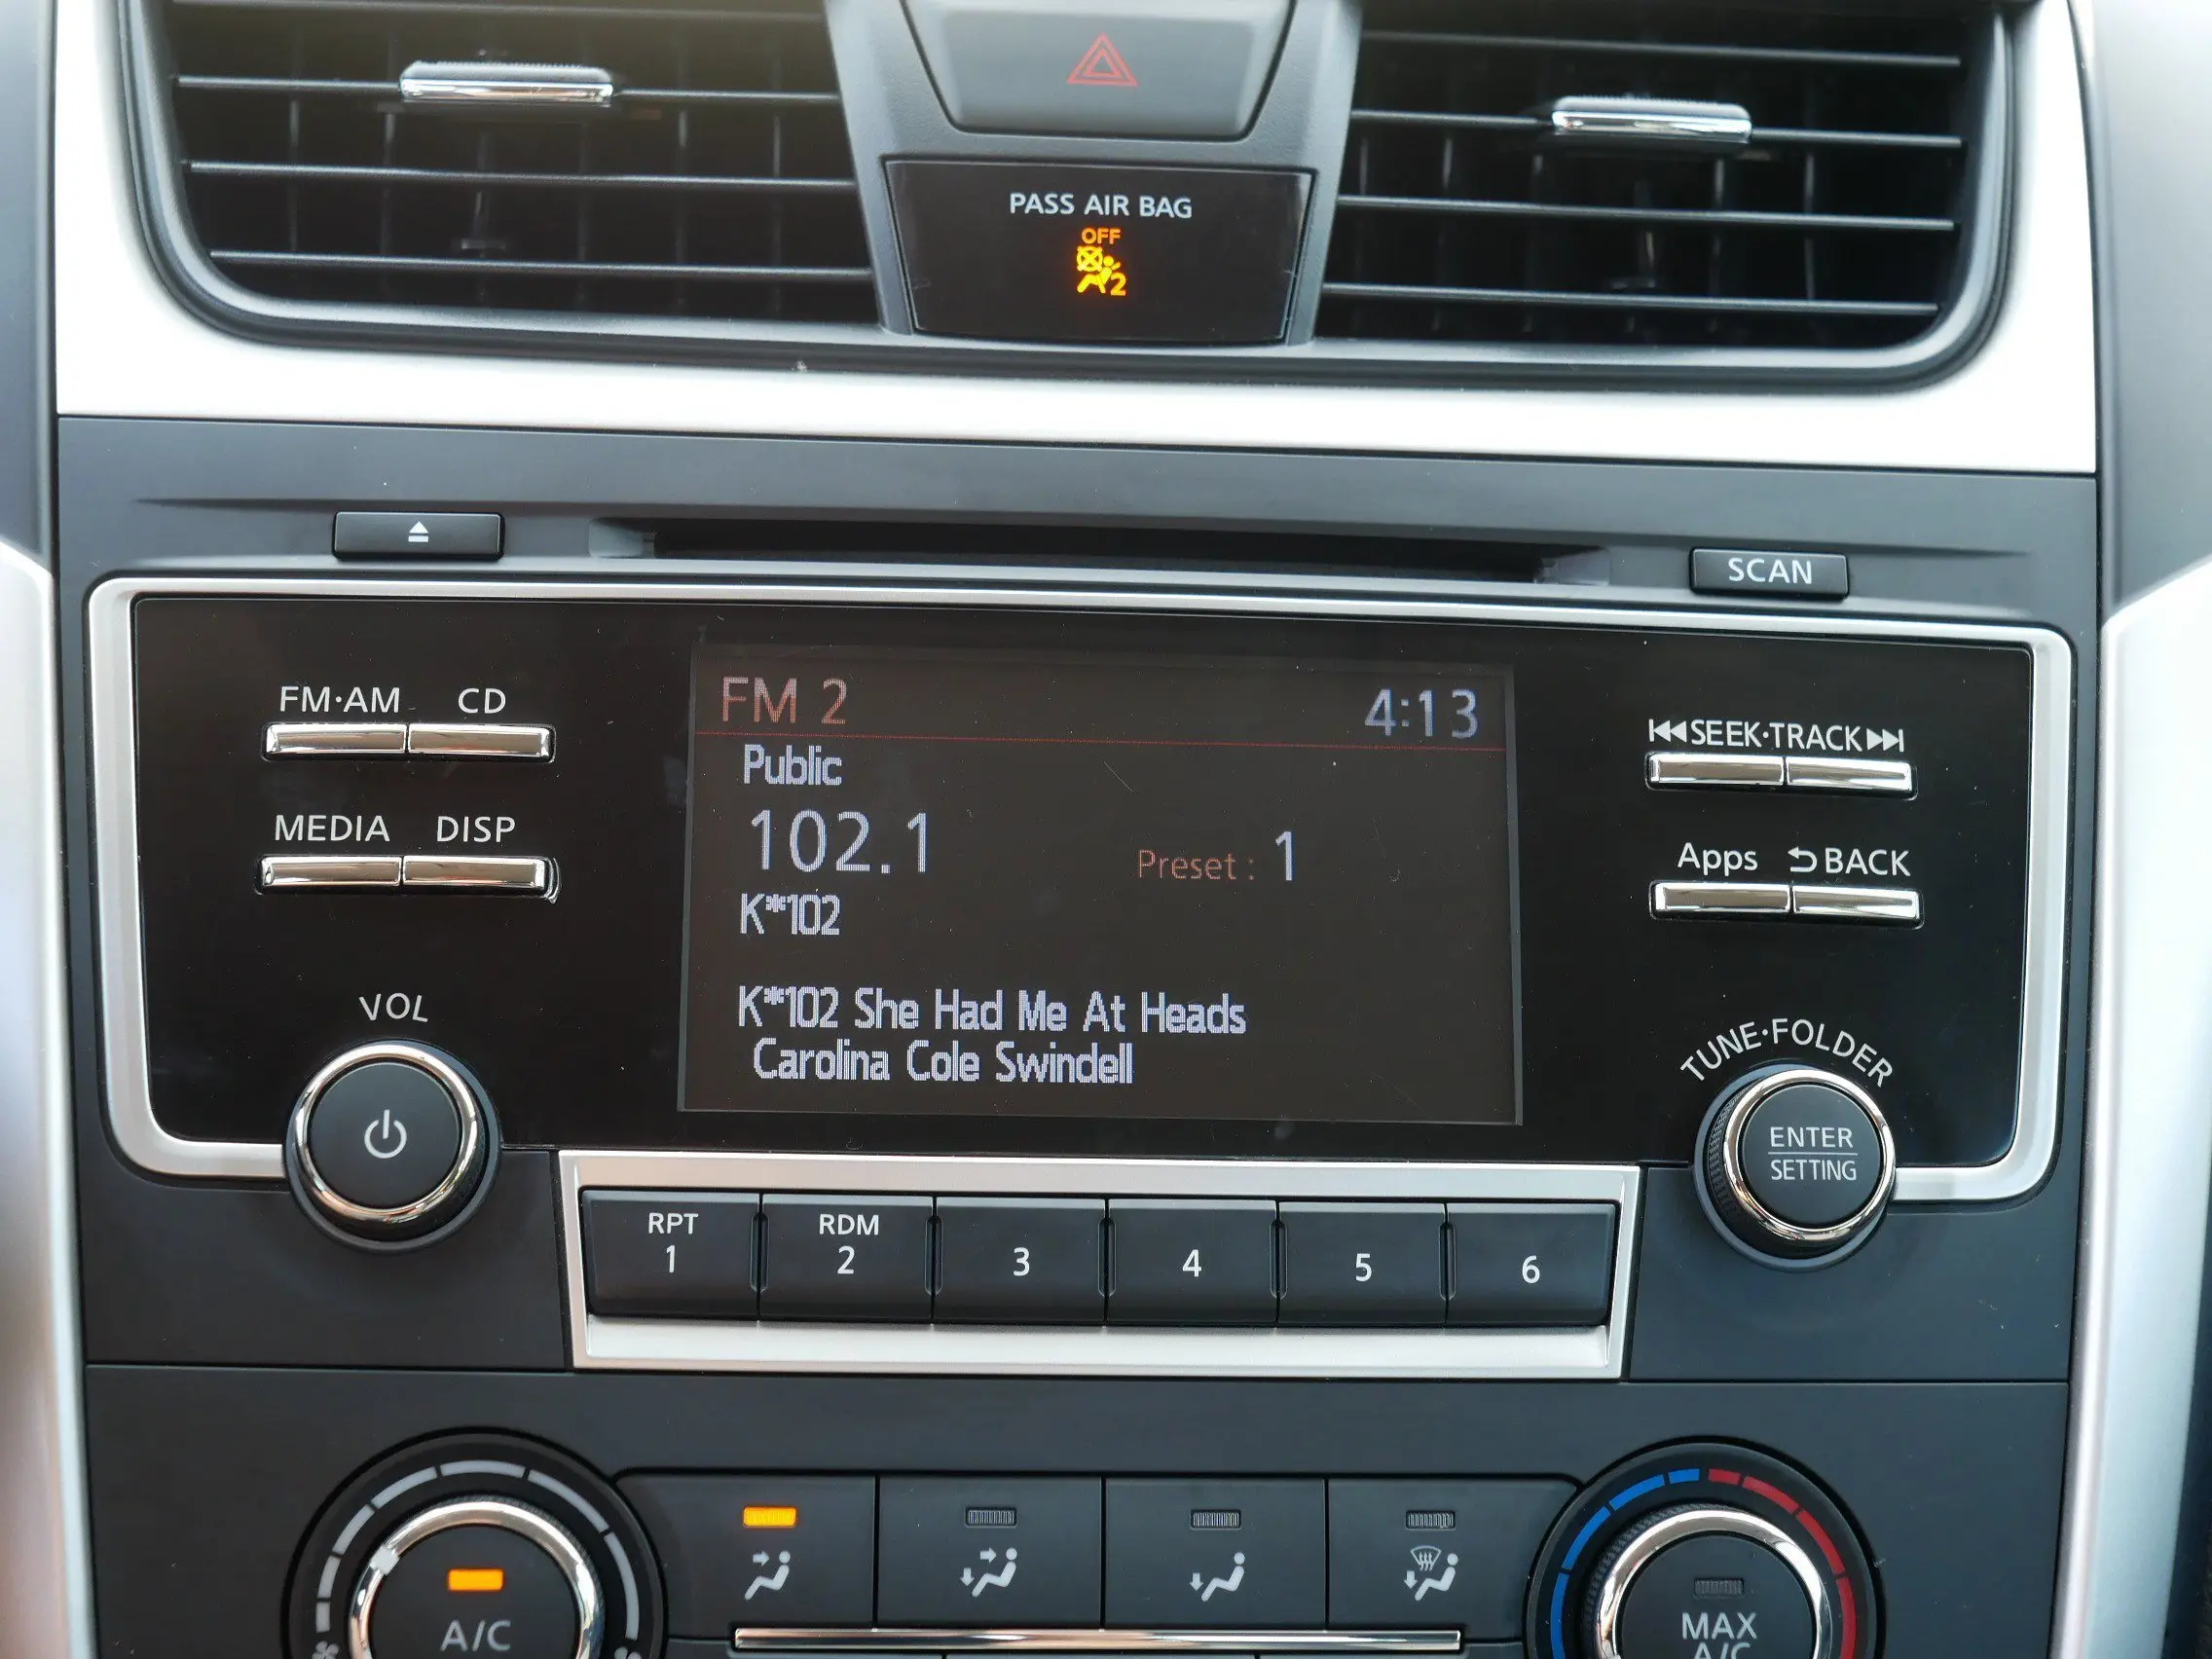 PASS AIR BAG
OFF
2
SCAN
FM·AM CD
MEDIA DISP
VOL
FM 2 4:13
Public
102.1 Preset : 1
K*102
K*102 She Had Me At Heads
Carolina Cole Swindell
SEEK·TRACK
Apps BACK
TUNE·FOLDER
ENTER
SETTING
RPT
1
RDM
2
3
4
5
6
A/C
MAX
A/C